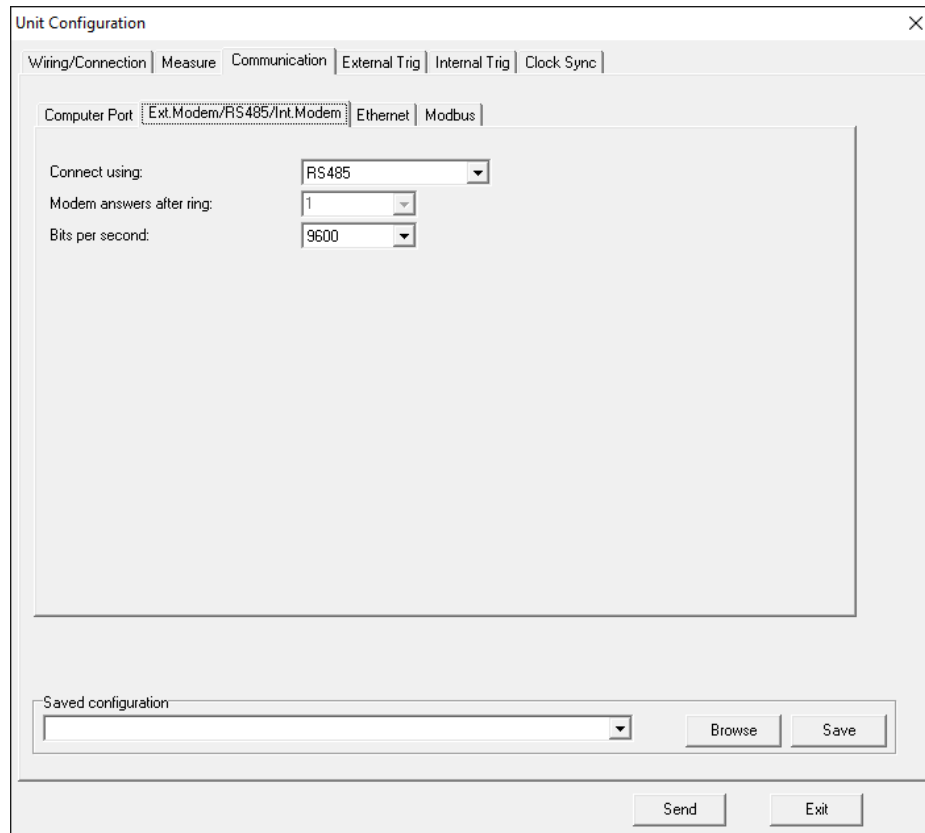 Unit Configuration
Wiring/Connection Measure Communication External Trig Internal Trig Clock Sync
Computer Port Ext.Modem/RS485/Int.Modem Ethernet Modbus
Connect using: RS485
Modem answers after ring: 1
Bits per second: 9600
Saved configuration
Browse Save
Send Exit